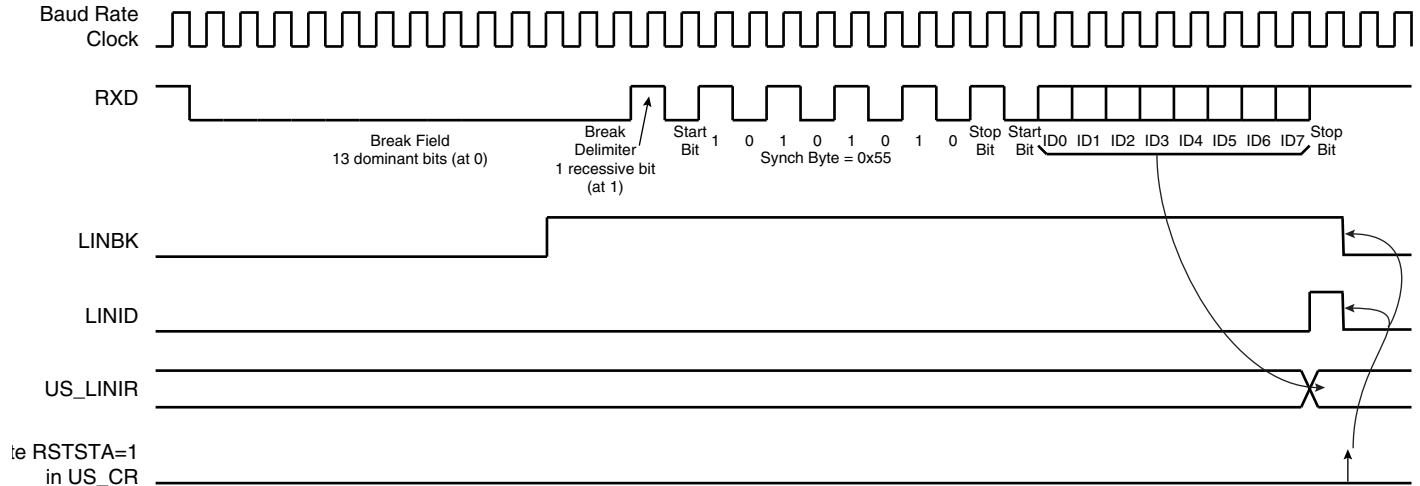 Baud Rate
Clock
RXD
Break Field
13 dominant bits (at 0)
Break
Delimiter
1 recessive bit
(at 1)
Start
Bit
1 0 1 0 1 0 1 0
Synch Byte = 0x55
Stop
Bit
Start
Bit
ID0 ID1 ID2 ID3 ID4 ID5 ID6 ID7
Stop
Bit
LINBK
LINID
US_LINIR
te RSTSTA=1
in US_CR